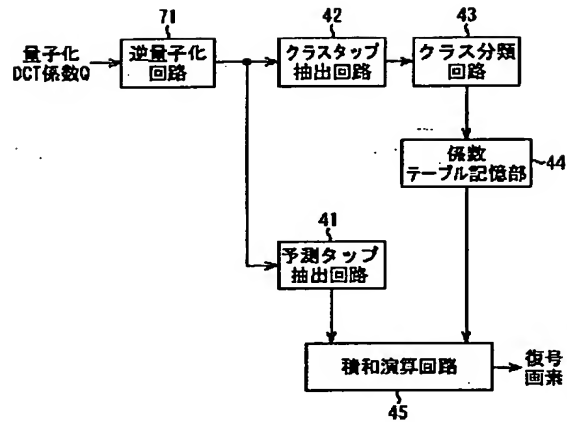 71
42
43
量子化
DCT係数Q
逆量子化
回路
クラスタップ
抽出回路
クラス分類
回路
係数
テーブル記憶部
44
41
予測タップ
抽出回路
積和演算回路
復号
画素
45